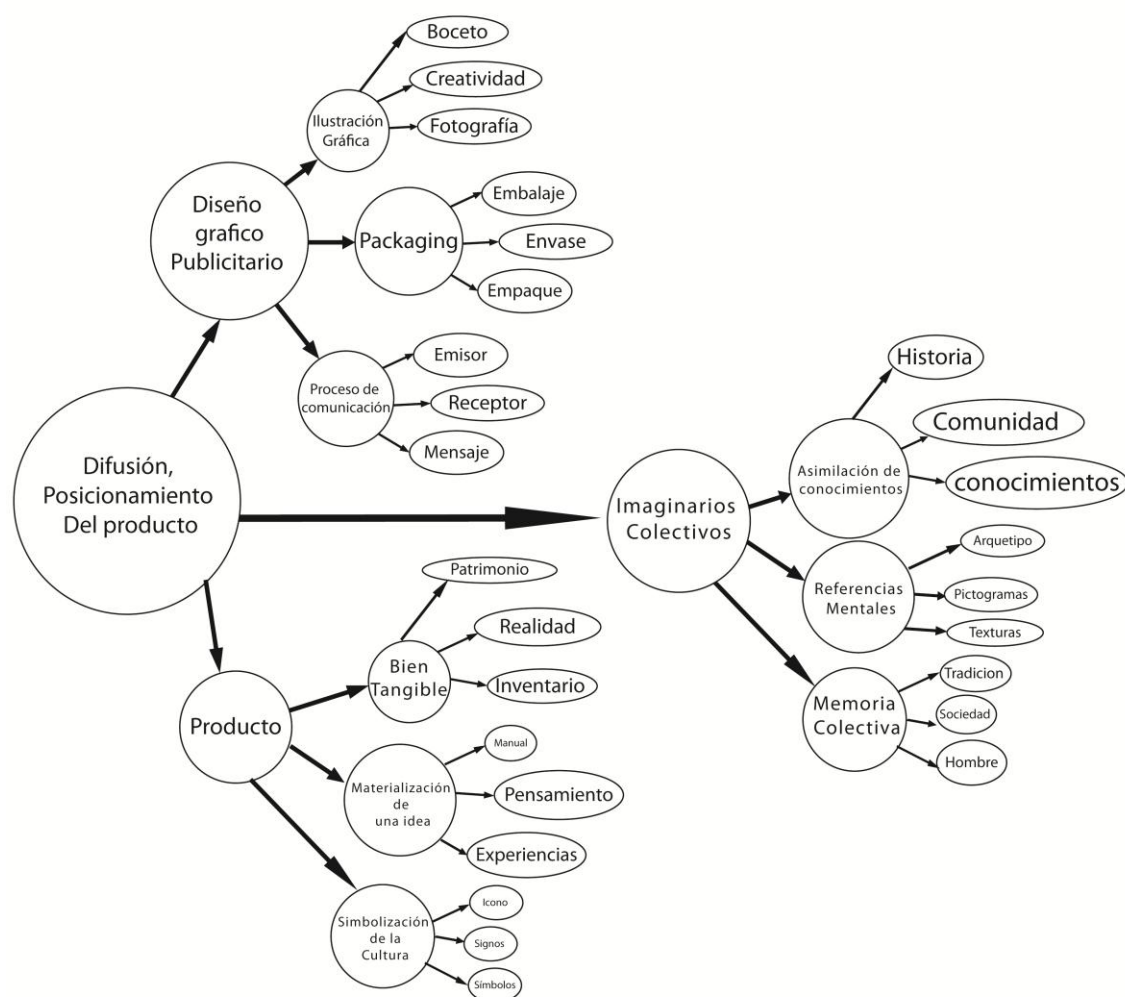 Boceto
Creatividad
Fotografía
Ilustración
Gráfica
Diseño
grafico
Publicitario
Packaging
Embalaje
Envase
Empaque
Proceso de
comunicación
Emisor
Receptor
Mensaje
Difusión,
Posicionamiento
Del producto
Imaginarios
Colectivos
Asimilación de
conocimientos
Historia
Comunidad
conocimientos
Referencias
Mentales
Arquetipo
Pictogramas
Texturas
Memoria
Colectiva
Tradicion
Sociedad
Hombre
Producto
Bien
Tangible
Patrimonio
Realidad
Inventario
Materialización
de
una idea
Manual
Pensamiento
Experiencias
Simbolización
de la
Cultura
Icono
Signos
Símbolos